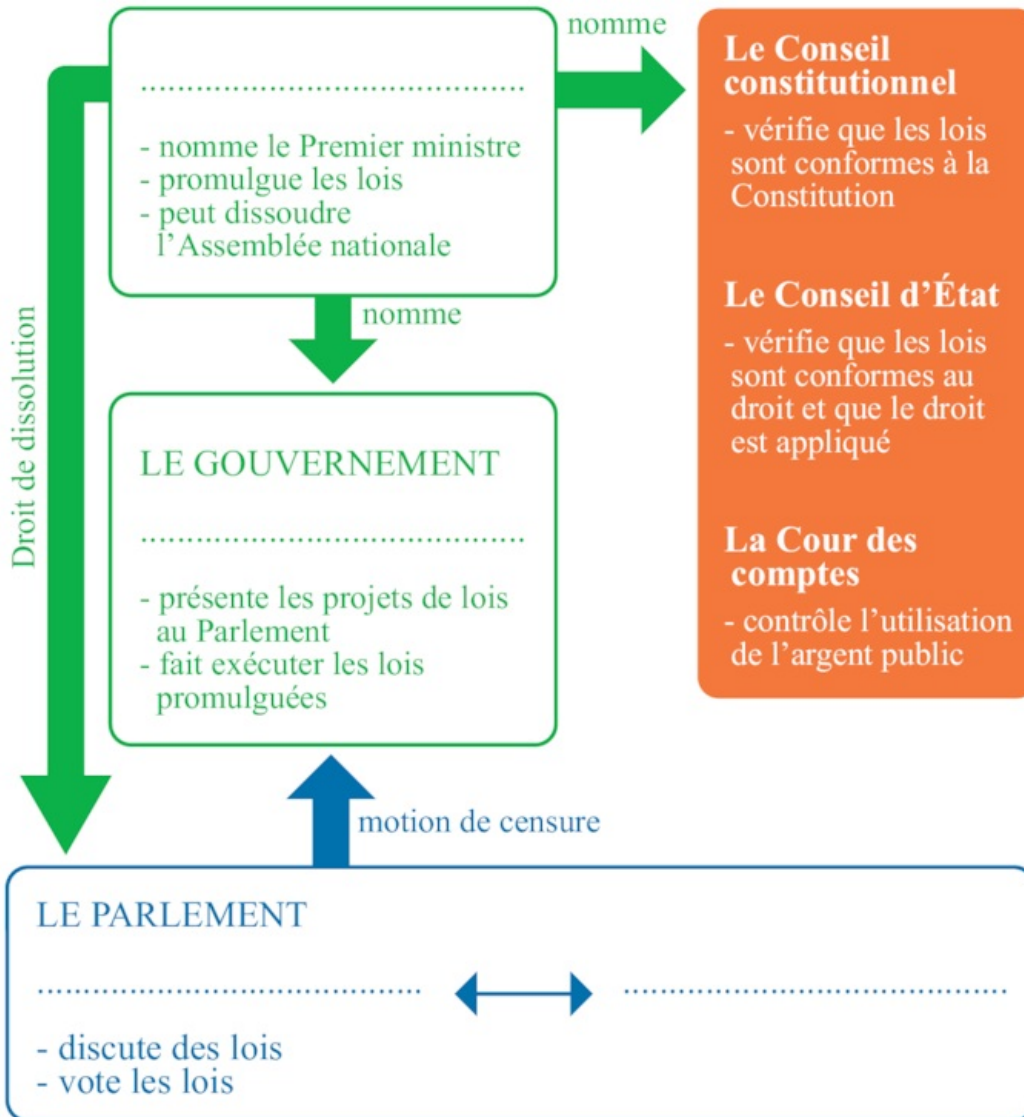 nomme
........................................
- nomme le Premier ministre
- promulgue les lois
- peut dissoudre
l’Assemblée nationale
Le Conseil
constitutionnel
- vérifie que les lois
sont conformes à la
Constitution
Le Conseil d’État
- vérifie que les lois
sont conformes au
droit et que le droit
est appliqué
La Cour des
comptes
- contrôle l’utilisation
de l’argent public
Droit de dissolution
nomme
LE GOUVERNEMENT
........................................
- présente les projets de lois
au Parlement
- fait exécuter les lois
promulguées
motion de censure
LE PARLEMENT
........................................ ........................................
- discute des lois
- vote les lois